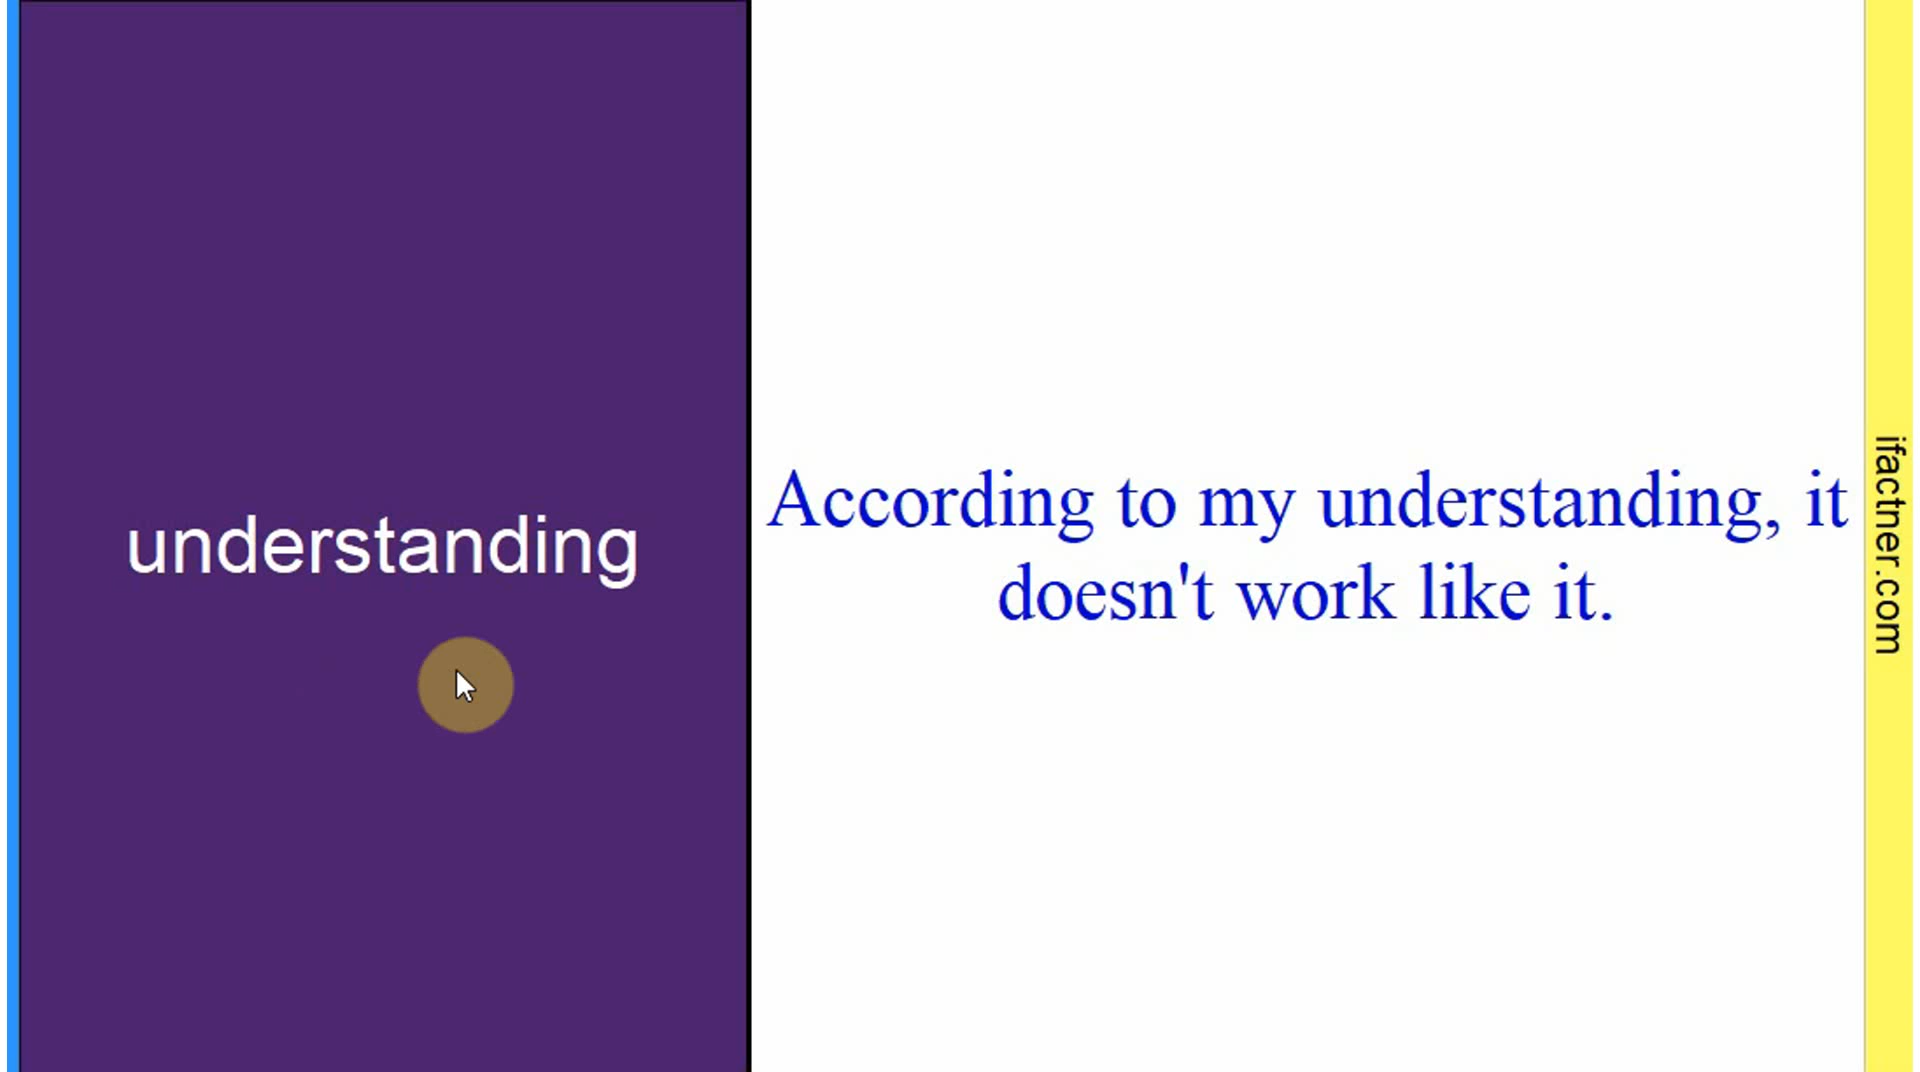 understanding
According to my understanding, it
doesn't work like it.
ifactner.com